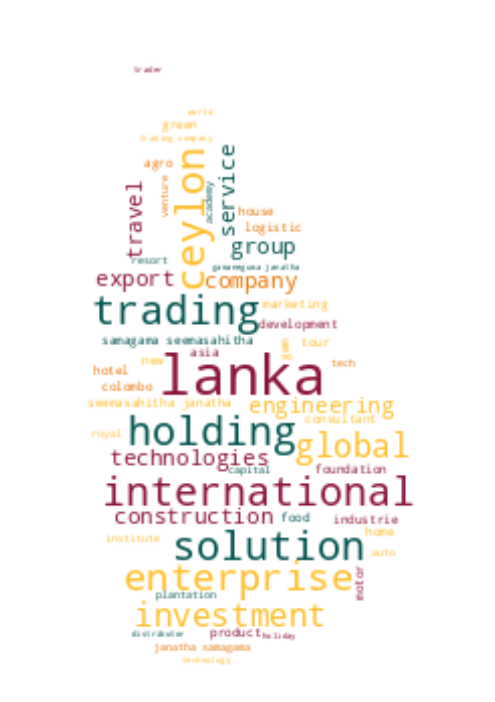 trader
world
green
trading company
agro
service
ceylon
venture
academy
travel
house
logistic
group
resort
gananeguna janatha
export
company
trading
marketing
development
samagama seemasahitha
tour
asia
lanka
new
tech
hotel
colombo
seemasahitha janatha
engineering
consultant
royal
holding
global
technologies
capital
foundation
international
construction
food
industrie
home
institute
solution
auto
enterprise
motor
plantation
investment
distributor
product
holiday
janatha samagama
technology